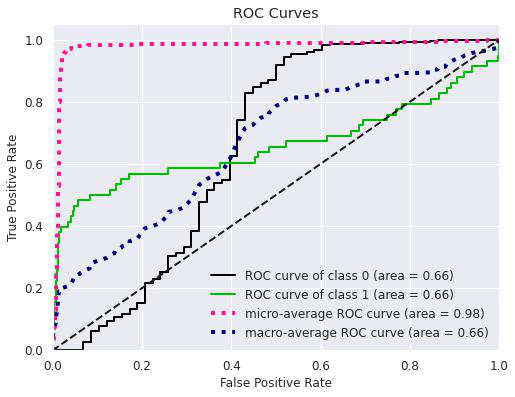 ROC Curves
1.0
0.8
0.6
0.4
0.2
0.0
True Positive Rate
ROC curve of class 0 (area = 0.66)
ROC curve of class 1 (area = 0.66)
micro-average ROC curve (area = 0.98)
macro-average ROC curve (area = 0.66)
0.0 0.2 0.4 0.6 0.8 1.0
False Positive Rate